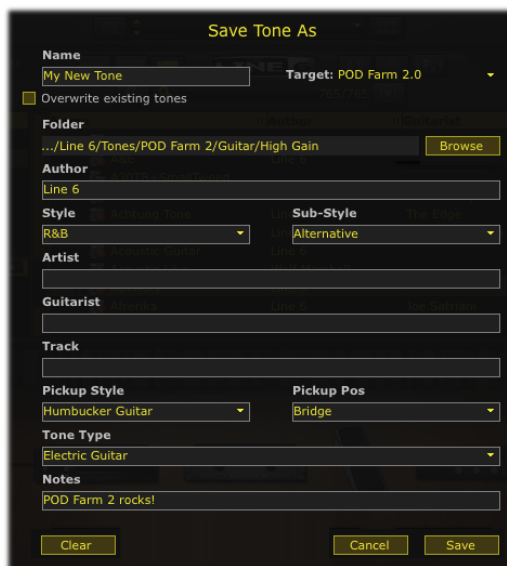 Save Tone As
Name
My New Tone
Target: POD Farm 2.0
Overwrite existing tones
Folder
.../Line 6/Tones/POD Farm 2/Guitar/High Gain
Browse
Author
Line 6
Style
Sub-Style
R&B
Alternative
Artist
Guitarist
Track
Pickup Style
Pickup Pos
Humbucker Guitar
Bridge
Tone Type
Electric Guitar
Notes
POD Farm 2 rocks!
Clear
Cancel
Save